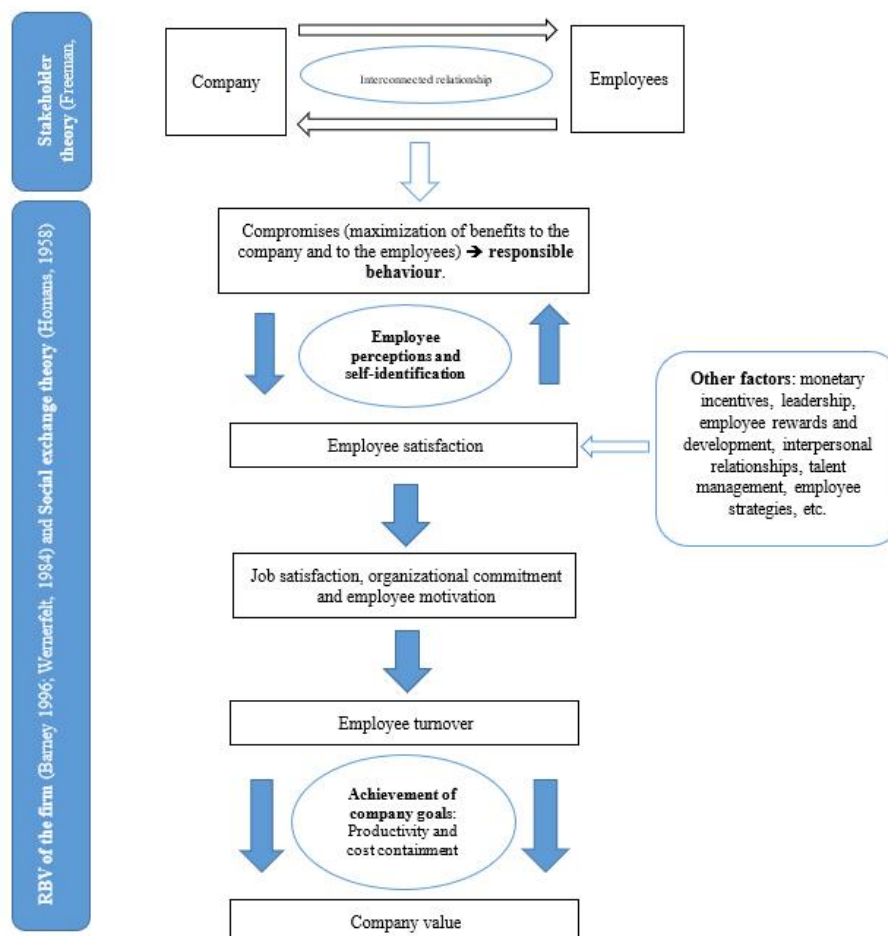 Stakeholder
theory (Freeman,
Company
Interconnected relationship
Employees
RBV of the firm (Barney 1996; Wernerfelt, 1984) and Social exchange theory (Homans, 1958)
Compromises (maximization of benefits to the
company and to the employees) ➔ responsible
behaviour.
Employee
perceptions and
self-identification
Other factors: monetary
incentives, leadership,
employee rewards and
development, interpersonal
relationships, talent
management, employee
strategies, etc.
Employee satisfaction
Job satisfaction, organizational commitment
and employee motivation
Employee turnover
Achievement of
company goals:
Productivity and
cost containment
Company value